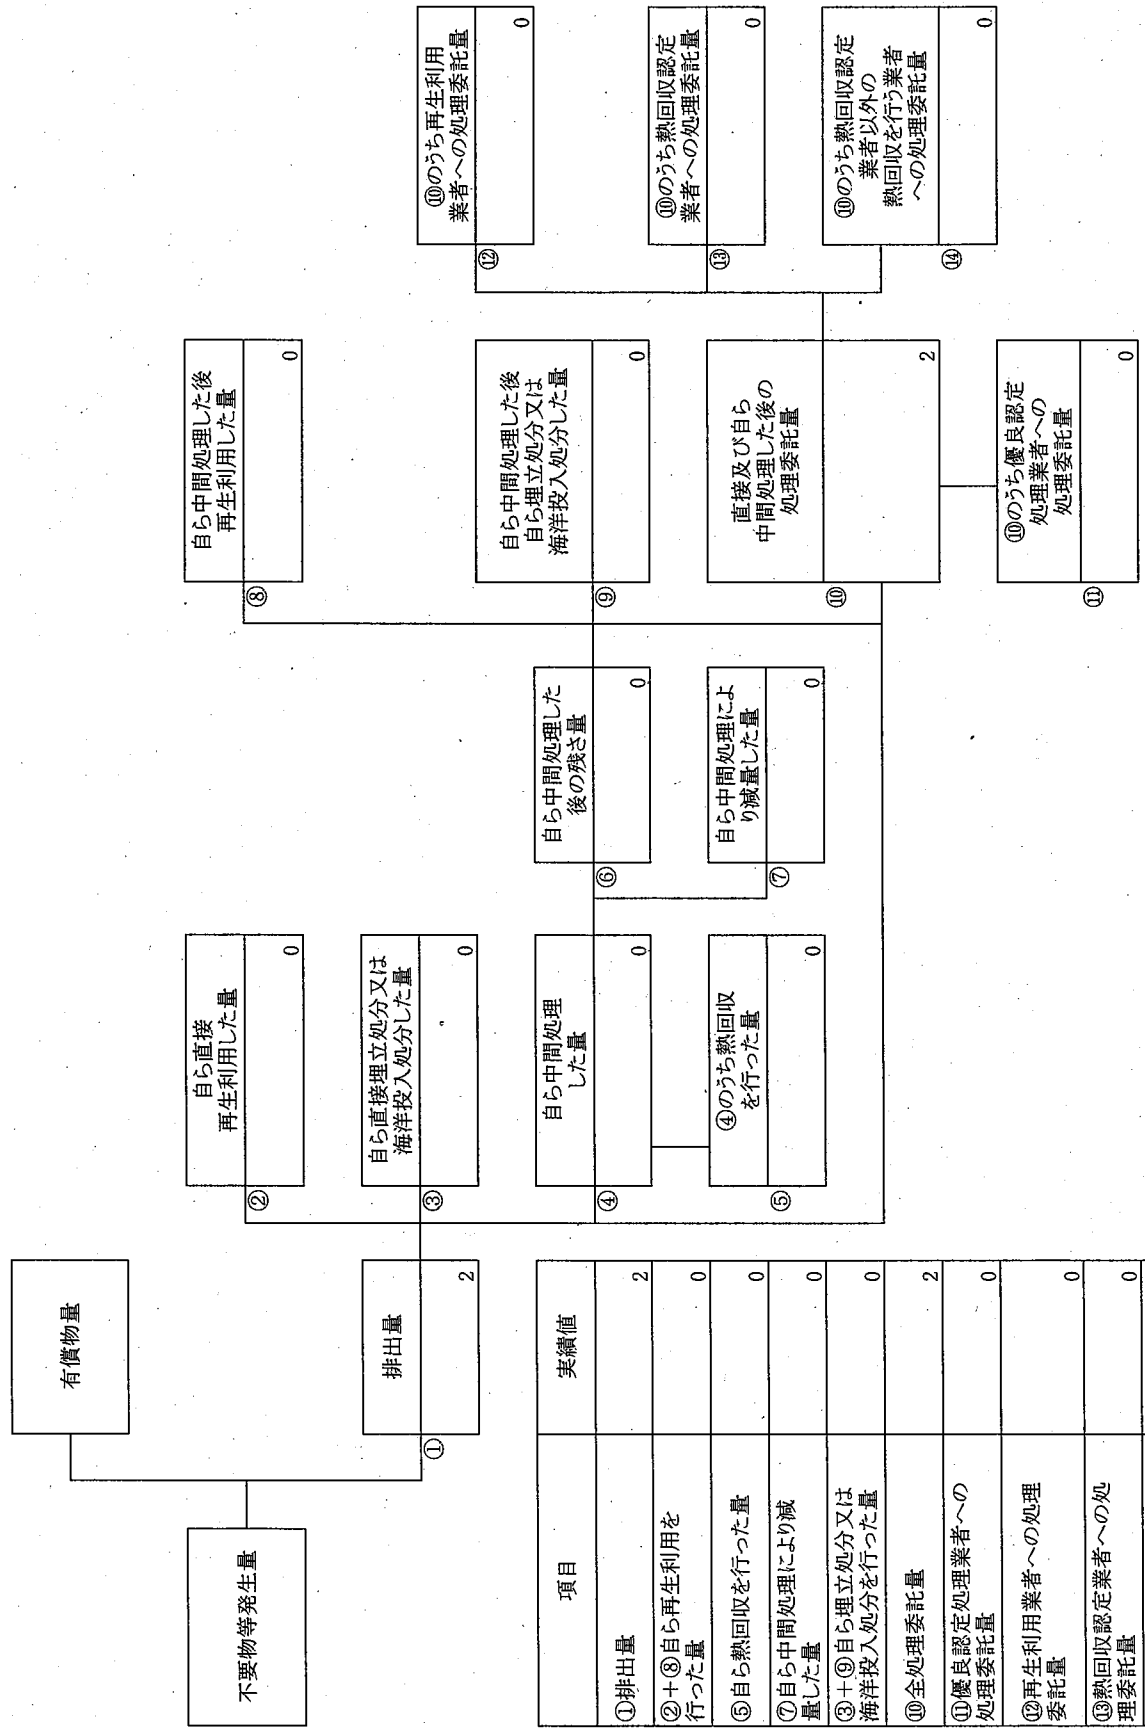 不要物等発生量
有償物量
①
排出量
2
②
自ら直接
再生利用した量
0
③
自ら直接埋立処分又は
海洋投入処分した量
0
④
自ら中間処理
した量
0
⑤
④のうち熱回収
を行った量
0
⑥
自ら中間処理した
後の残さ量
0
⑦
自ら中間処理によ
り減量した量
0
⑧
自ら中間処理した後
再生利用した量
0
⑨
自ら中間処理した後
自ら埋立処分又は
海洋投入処分した量
0
⑩
直接及び自ら
中間処理した後の
処理委託量
2
⑪
⑩のうち優良認定
処理業者への
処理委託量
0
⑫
⑩のうち再生利用
業者への処理委託量
0
⑬
⑩のうち熱回収認定
業者への処理委託量
0
⑭
⑩のうち熱回収認定
業者以外の
熱回収を行う業者
への処理委託量
0
項目 実績値
①排出量 2
②+⑧自ら再生利用を
行った量 0
⑤自ら熱回収を行った量 0
⑦自ら中間処理により減
量した量 0
③+⑨自ら埋立処分又は
海洋投入処分を行った量 0
⑩全処理委託量 2
⑪優良認定処理業者への
処理委託量 0
⑫再生利用業者への処理
委託量 0
⑬熱回収認定業者への処
理委託量 0